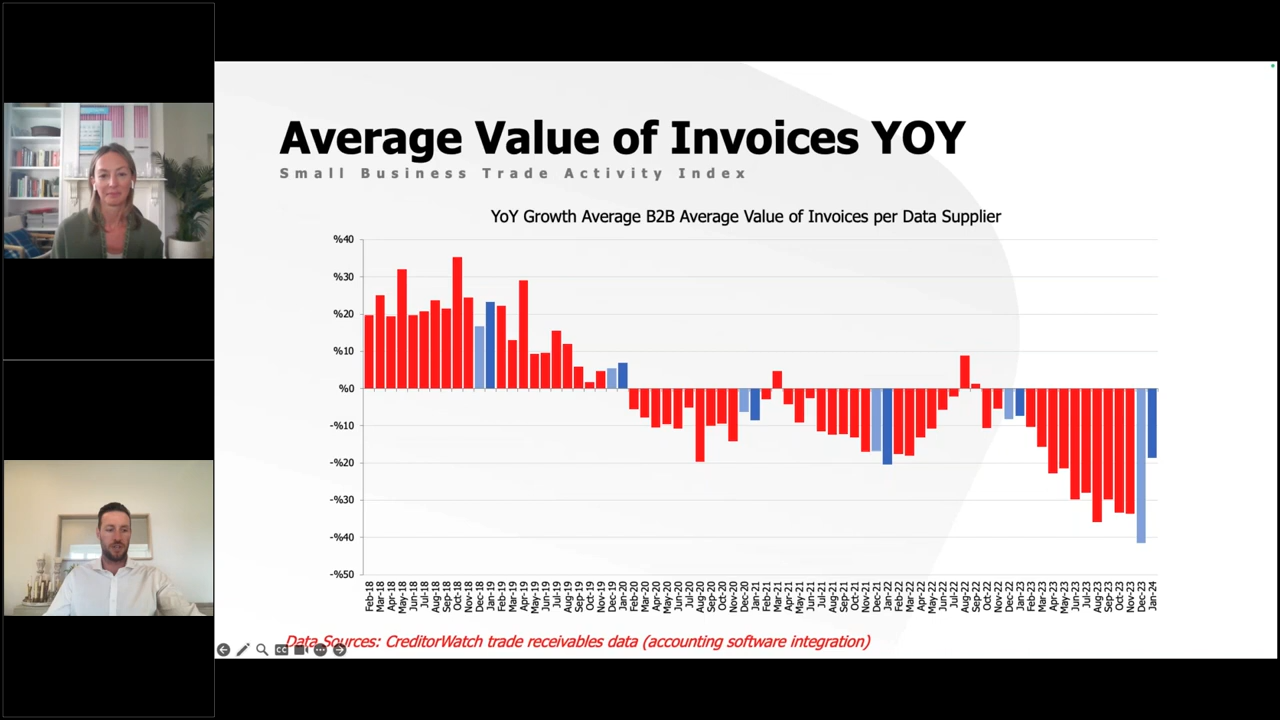 Average Value of Invoices YOY
Small Business Trade Activity Index
YoY Growth Average B2B Average Value of Invoices per Data Supplier
%40
%30
%20
%10
%0
-%10
-%20
-%30
-%40
-%50
Feb-18 Mar-18 Apr-18 May-18 Jun-18 Jul-18 Aug-18 Sep-18 Oct-18 Nov-18 Dec-18 Jan-19 Feb-19 Mar-19 Apr-19 May-19 Jun-19 Jul-19 Aug-19 Sep-19 Oct-19 Nov-19 Dec-19 Jan-20 Feb-20 Mar-20 Apr-20 May-20 Jun-20 Jul-20 Aug-20 Sep-20 Oct-20 Nov-20 Dec-20 Jan-21 Feb-21 Mar-21 Apr-21 May-21 Jun-21 Jul-21 Aug-21 Sep-21 Oct-21 Nov-21 Dec-21 Jan-22 Feb-22 Mar-22 Apr-22 May-22 Jun-22 Jul-22 Aug-22 Sep-22 Oct-22 Nov-22 Dec-22 Jan-23 Feb-23 Mar-23 Apr-23 May-23 Jun-23 Jul-23 Aug-23 Sep-23 Oct-23 Nov-23 Dec-23 Jan-24
Data Sources: CreditorWatch trade receivables data (accounting software integration)
CC